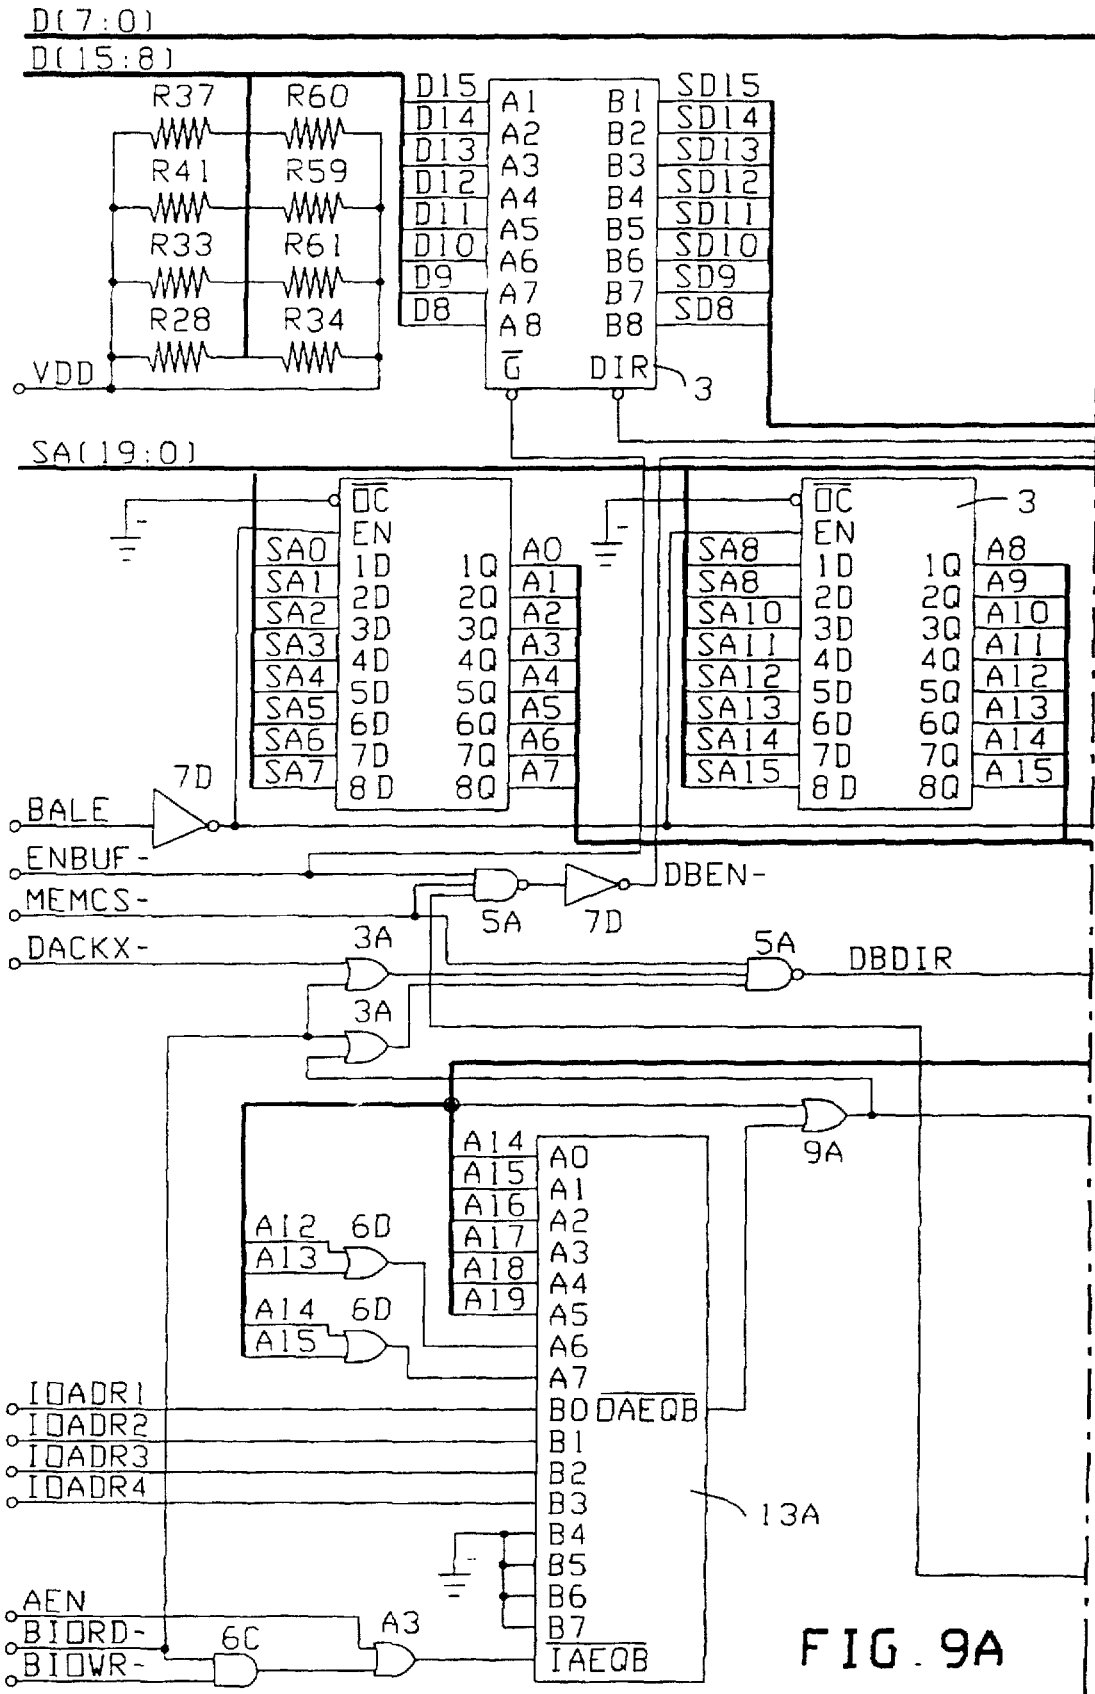 D(7:0)
D(15:8)
R37 R60
R41 R59
R33 R61
R28 R34
VDD
D15 A1 B1 SD15
D14 A2 B2 SD14
D13 A3 B3 SD13
D12 A4 B4 SD12
D11 A5 B5 SD11
D10 A6 B6 SD10
D9 A7 B7 SD9
D8 A8 B8 SD8
G DIR 3
SA(19:0)
OC
EN
SA0 1D 1Q A0
SA1 2D 2Q A1
SA2 3D 3Q A2
SA3 4D 4Q A3
SA4 5D 5Q A4
SA5 6D 6Q A5
SA6 7D 7Q A6
SA7 8D 8Q A7
OC 3
EN
SA8 1D 1Q A8
SA8 2D 2Q A9
SA10 3D 3Q A10
SA11 4D 4Q A11
SA12 5D 5Q A12
SA13 6D 6Q A13
SA14 7D 7Q A14
SA15 8D 8Q A15
7D
BALE
ENBUF-
MEMCS-
5A 7D DBEN-
DACKX-
3A
5A DBDIR
3A
9A
A14 A0
A15 A1
A16 A2
A17 A3
A18 A4
A19 A5
A12 6D
A13
A6
A14 6D
A15
A7
IOADR1 B0 OAEQB
IOADR2 B1
IOADR3 B2
IOADR4 B3
13A
B4
B5
B6
B7
AEN A3
BIORD- 6C
BIOWR- IAEQB
FIG. 9A